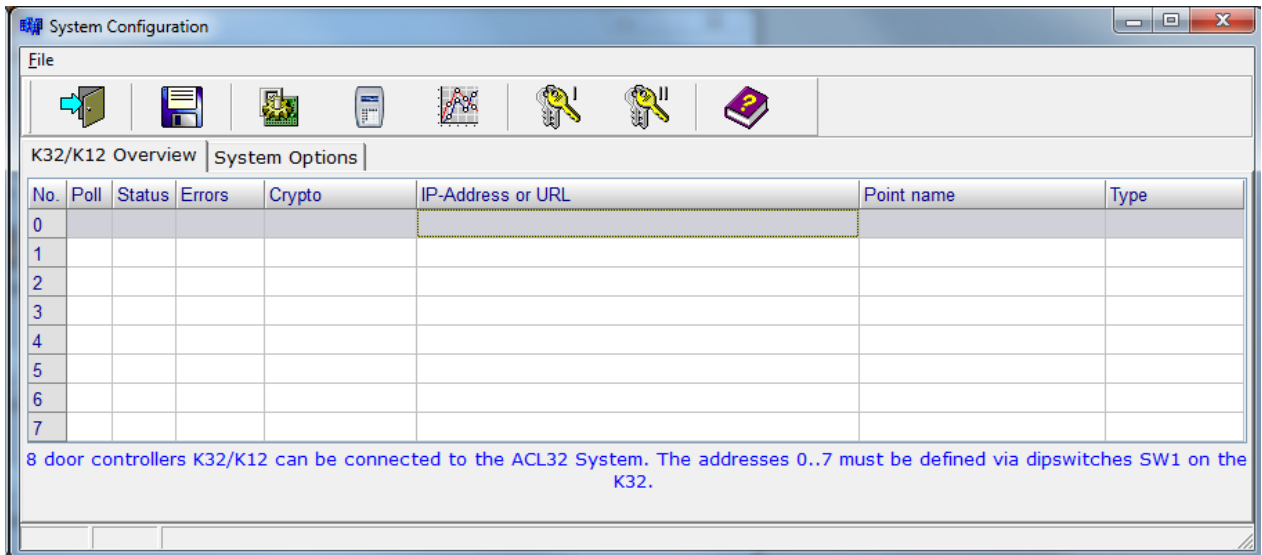 System Configuration
File
I II
K32/K12 Overview System Options
No. Poll Status Errors Crypto IP-Address or URL Point name Type
0
1
2
3
4
5
6
7
8 door controllers K32/K12 can be connected to the ACL32 System. The addresses 0..7 must be defined via dipswitches SW1 on the
K32.